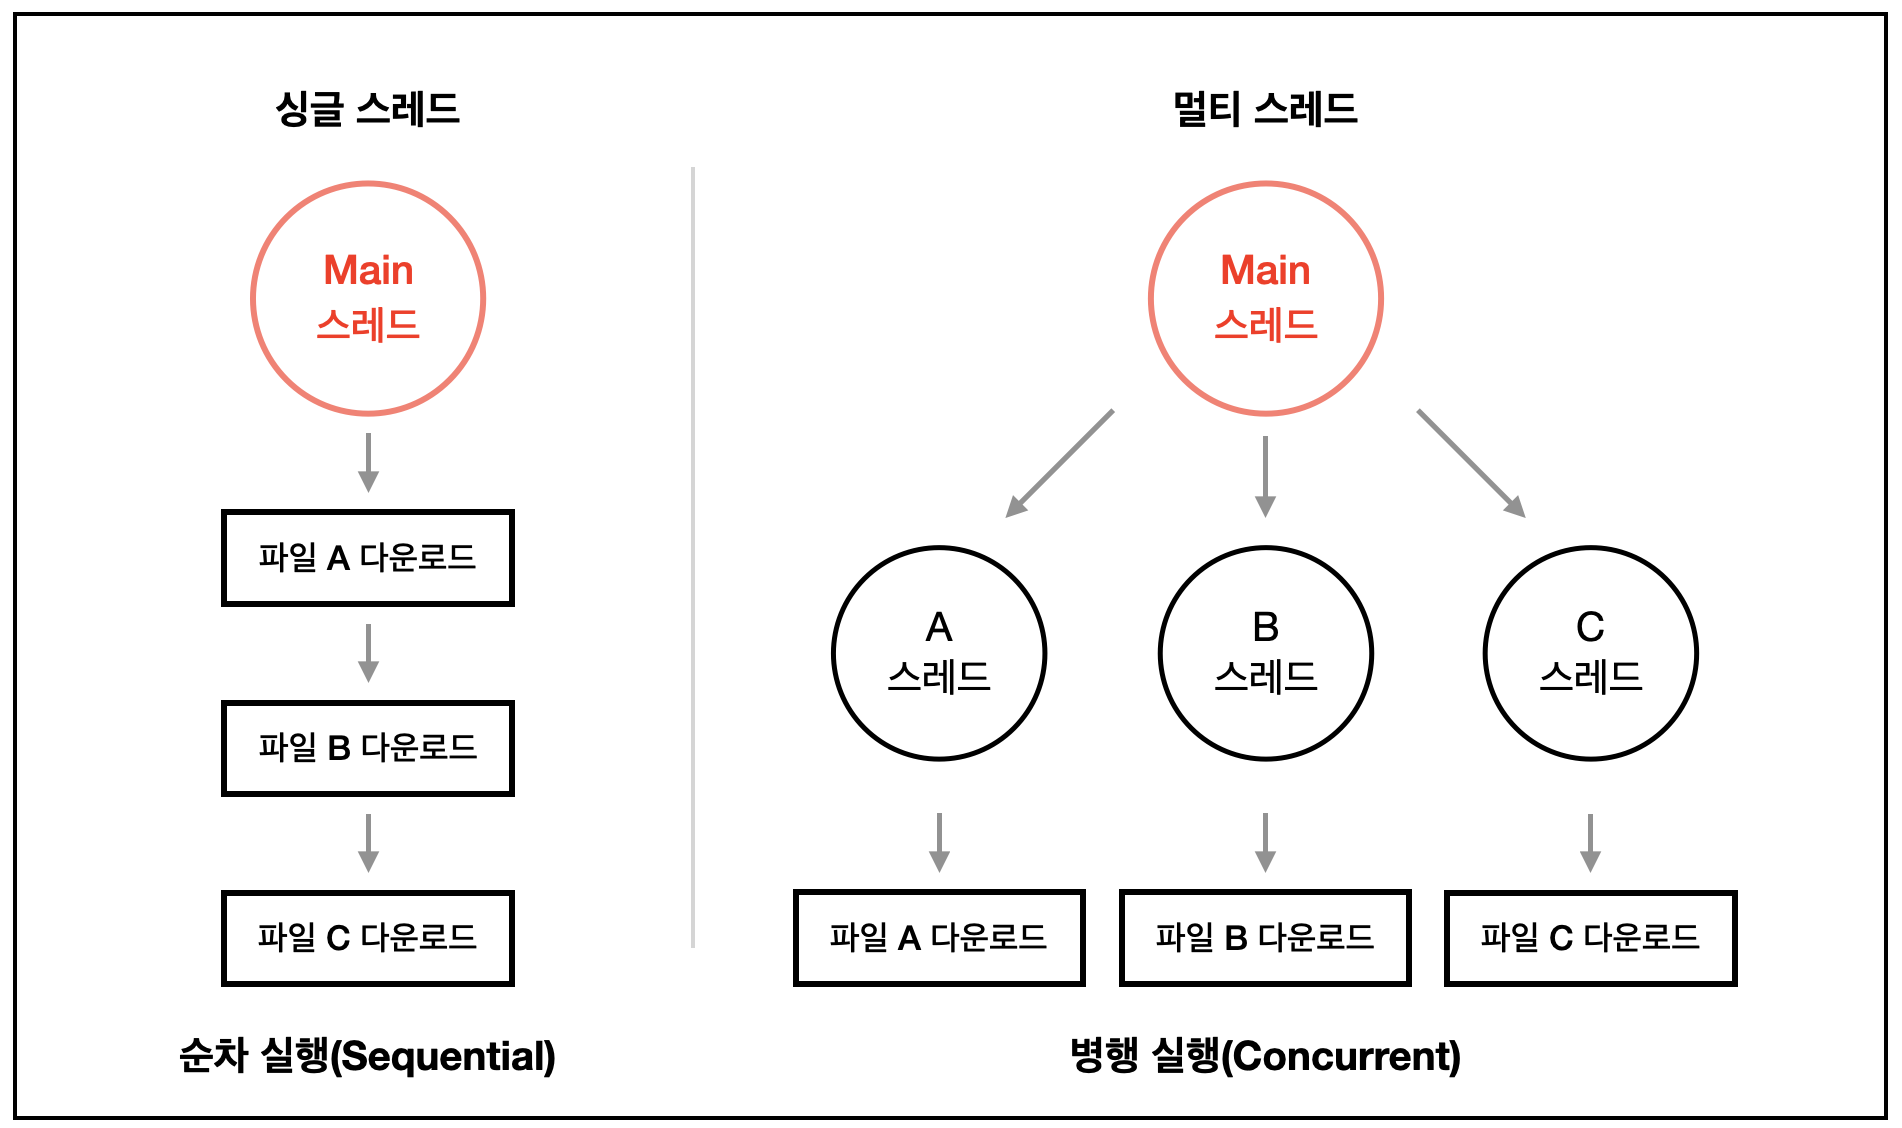 싱글 스레드
Main
스레드
파일 A 다운로드
파일 B 다운로드
파일 C 다운로드
순차 실행(Sequential)
멀티 스레드
Main
스레드
A
스레드
B
스레드
C
스레드
파일 A 다운로드
파일 B 다운로드
파일 C 다운로드
병행 실행(Concurrent)